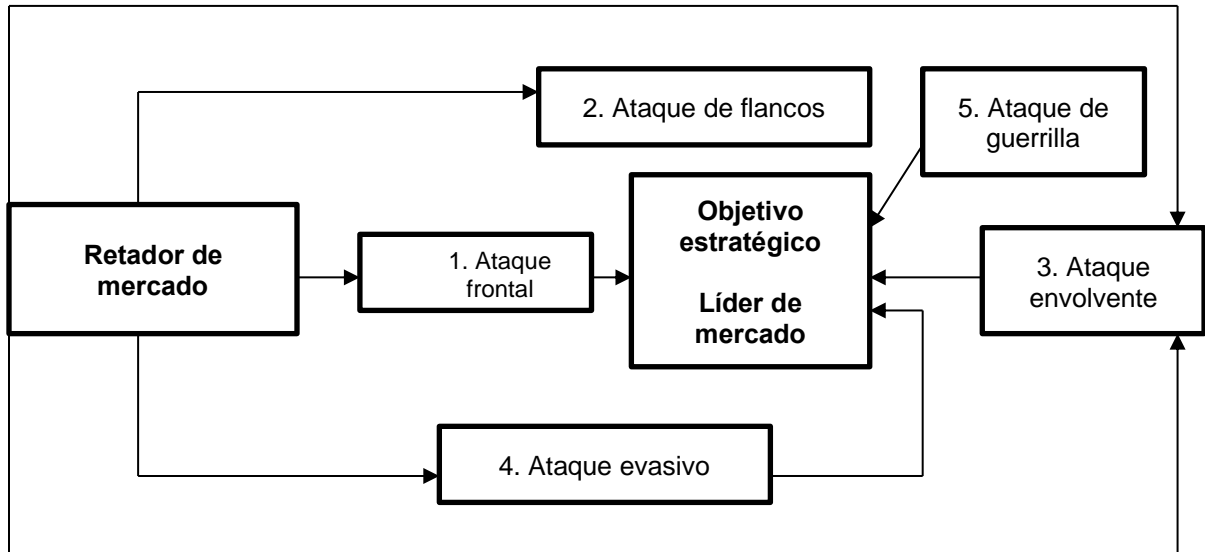 2. Ataque de flancos
5. Ataque de
guerrilla
Retador de
mercado
1. Ataque
frontal
Objetivo
estratégico
Líder de
mercado
3. Ataque
envolvente
4. Ataque evasivo